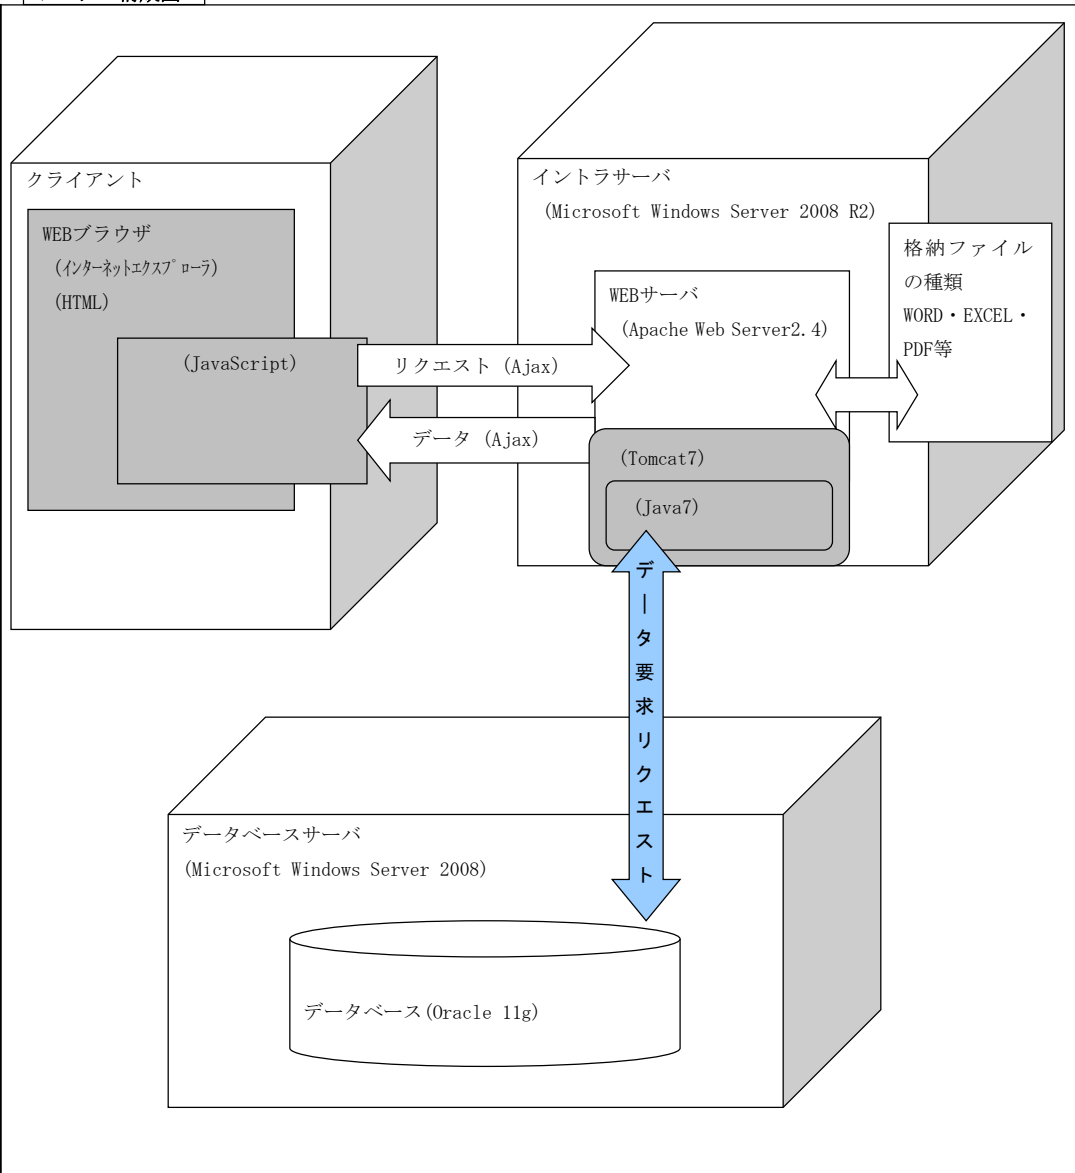 構成図
クライアント
WEBブラウザ
(インターネットエクスプローラ)
(HTML)
(JavaScript)
リクエスト (Ajax)
データ (Ajax)
イントラサーバ
(Microsoft Windows Server 2008 R2)
WEBサーバ
(Apache Web Server2.4)
(Tomcat7)
(Java7)
格納ファイル
の種類
WORD・EXCEL・
PDF等
データ要求リクエスト
データベースサーバ
(Microsoft Windows Server 2008)
データベース(Oracle 11g)